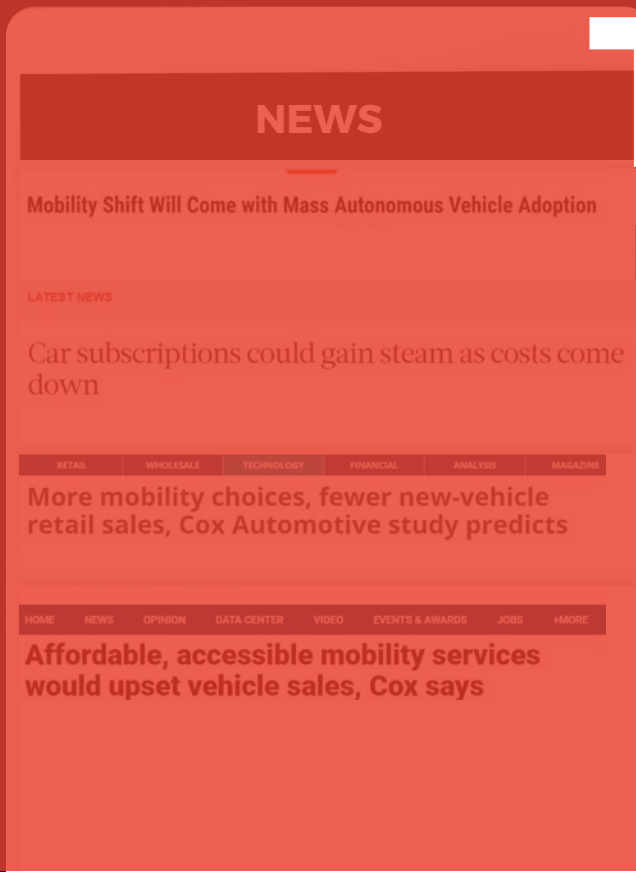 NEWS
Mobility Shift Will Come with Mass Autonomous Vehicle Adoption
LATEST NEWS
Car subscriptions could gain steam as costs come
down
RETAIL WHOLESALE TECHNOLOGY FINANCIAL ANALYSIS MAGAZINE
More mobility choices, fewer new-vehicle
retail sales, Cox Automotive study predicts
HOME NEWS OPINION DATA CENTER VIDEO EVENTS & AWARDS JOBS +MORE
Affordable, accessible mobility services
would upset vehicle sales, Cox says